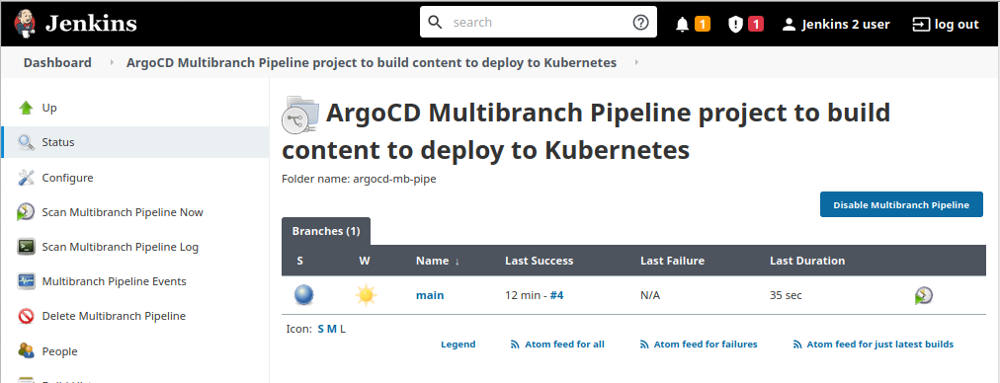 Jenkins
search
1
1
Jenkins 2 user
log out
Dashboard
ArgoCD Multibranch Pipeline project to build content to deploy to Kubernetes
Up
Status
Configure
Scan Multibranch Pipeline Now
Scan Multibranch Pipeline Log
Multibranch Pipeline Events
Delete Multibranch Pipeline
People
ArgoCD Multibranch Pipeline project to build
content to deploy to Kubernetes
Folder name: argocd-mb-pipe
Disable Multibranch Pipeline
Branches (1)
S W Name ↓ Last Success Last Failure Last Duration
main 12 min - #4 N/A 35 sec
Icon: S M L
Legend Atom feed for all Atom feed for failures Atom feed for just latest builds